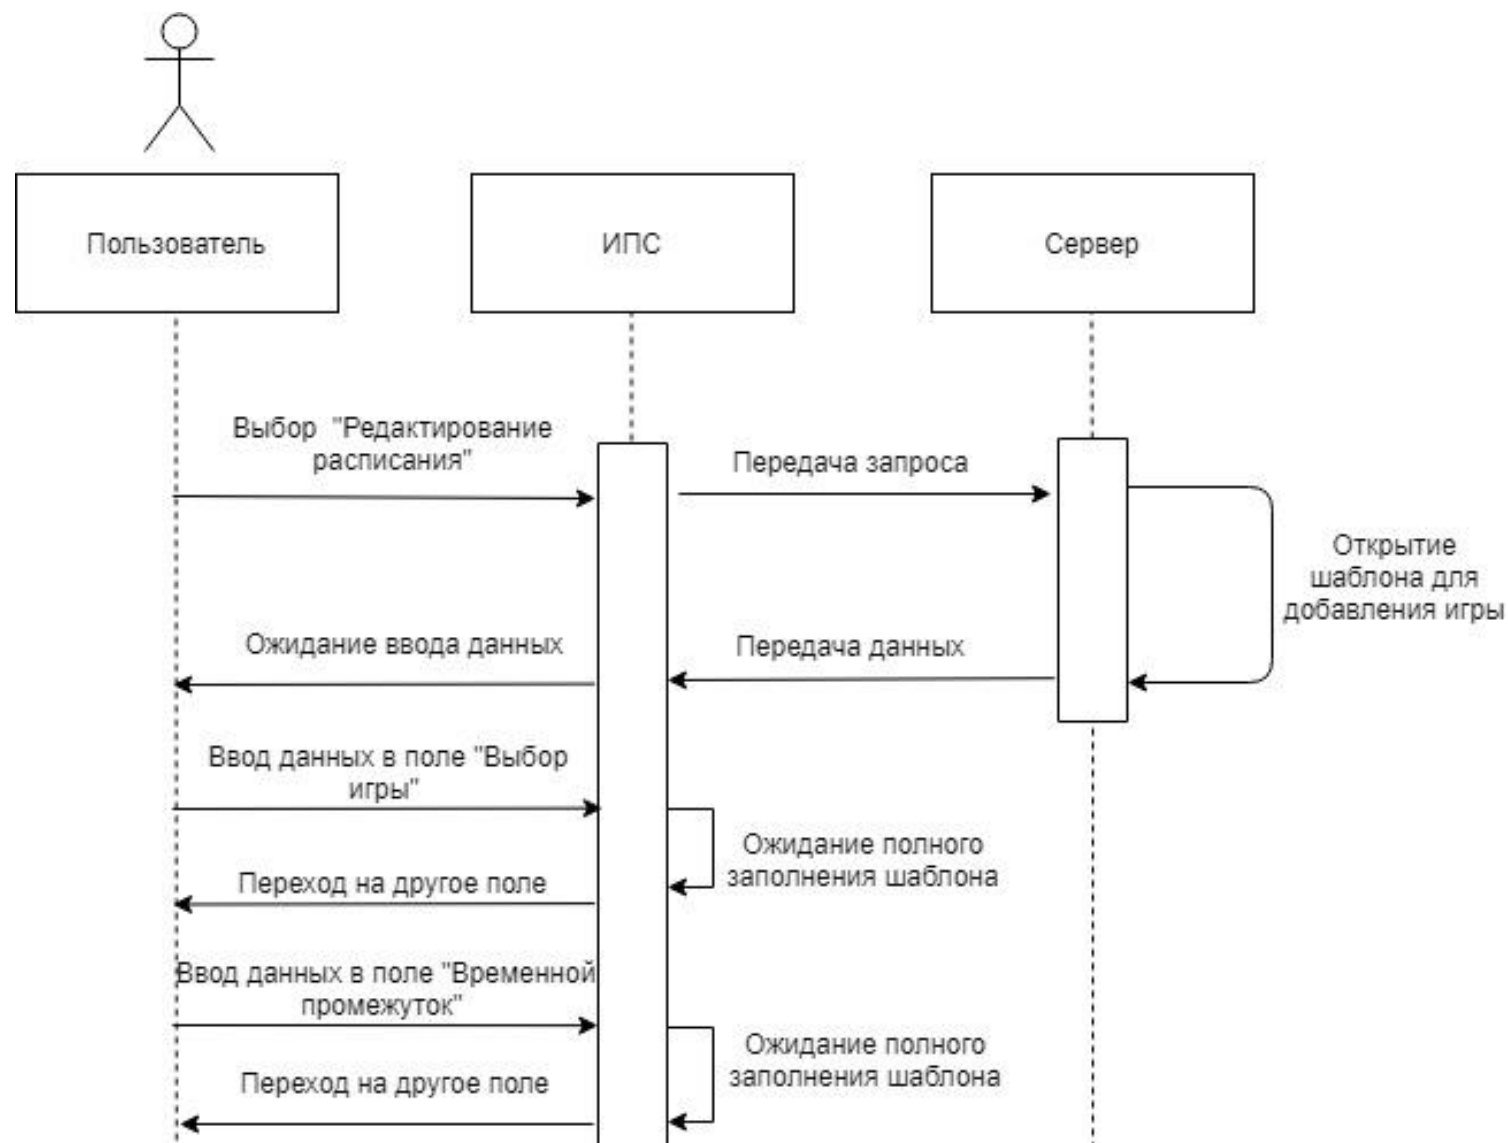 Пользователь
ИПС
Сервер
Выбор "Редактирование
расписания"
Передача запроса
Открытие
шаблона для
добавления игры
Ожидание ввода данных
Передача данных
Ввод данных в поле "Выбор
игры"
Ожидание полного
заполнения шаблона
Переход на другое поле
Ввод данных в поле "Временной
промежуток"
Ожидание полного
заполнения шаблона
Переход на другое поле